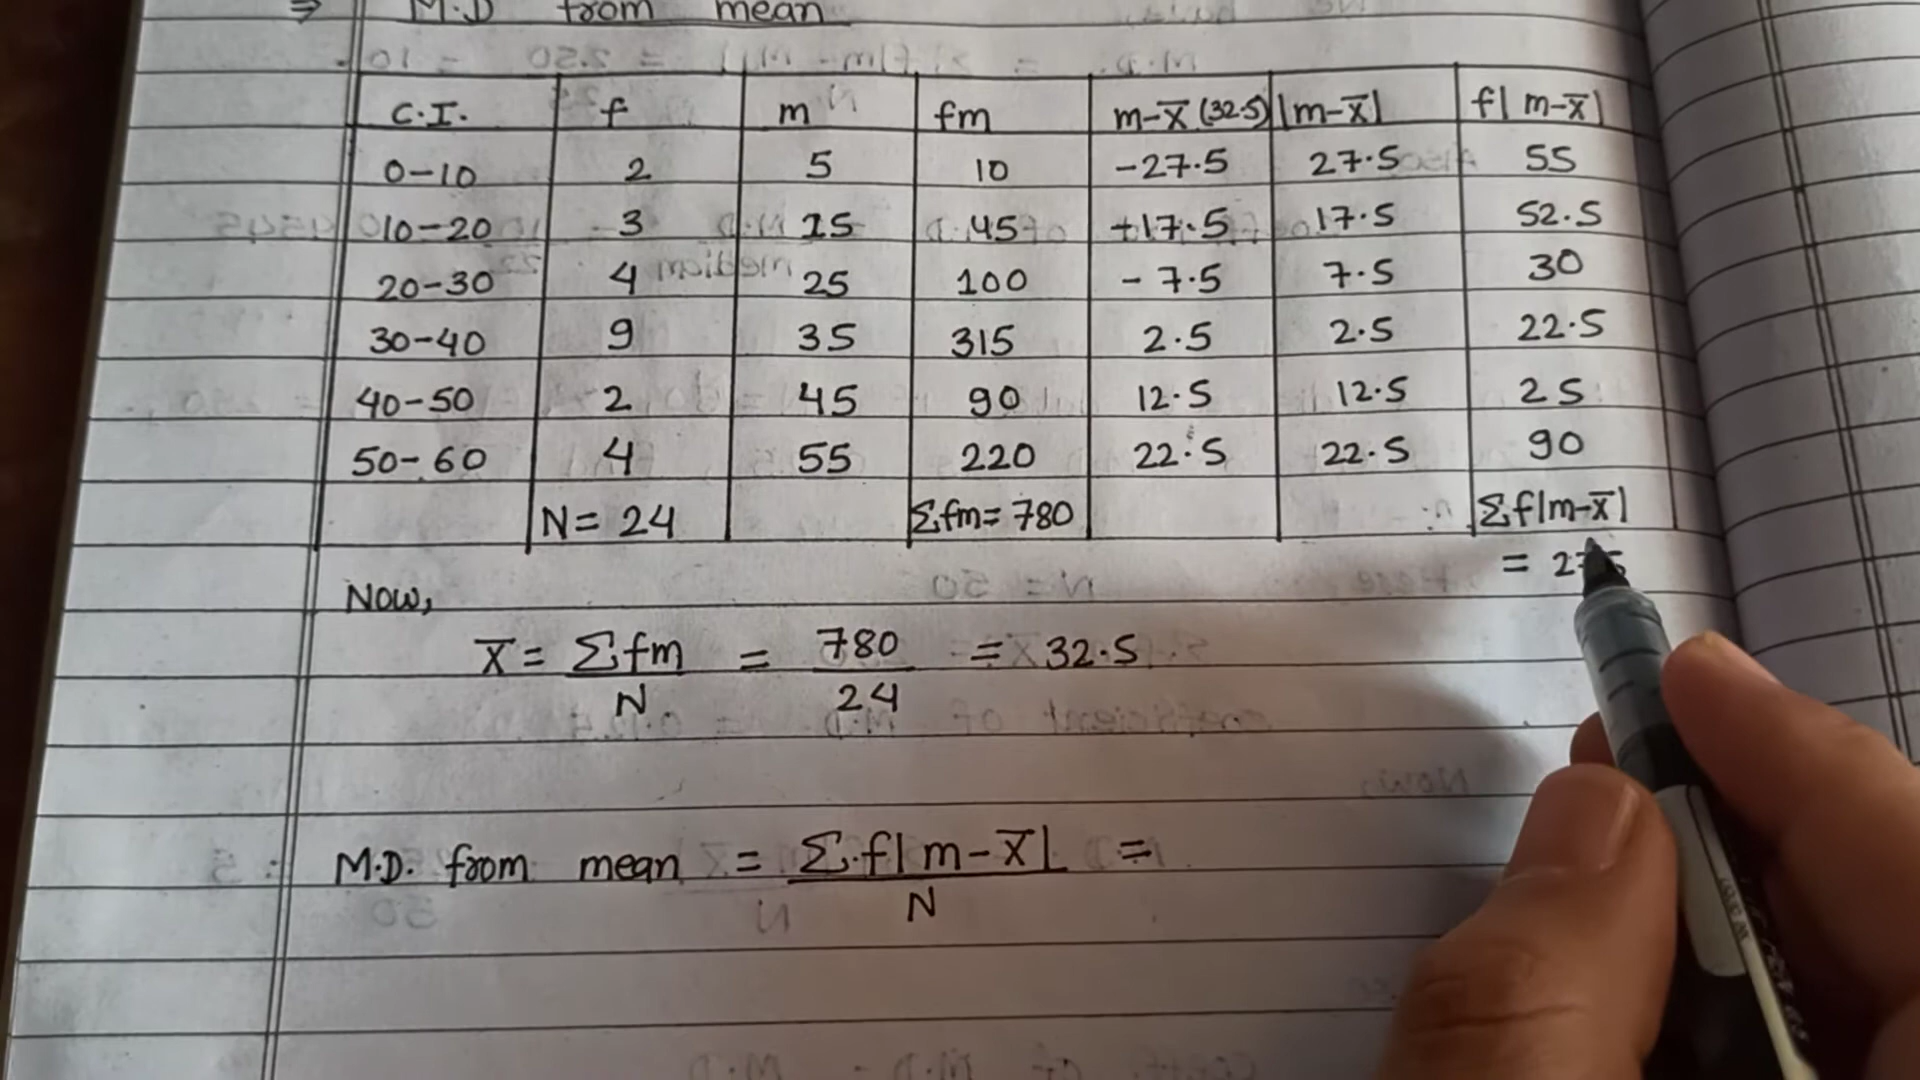 ⇒ M.D from mean
C.I. f m fm m-x̄ (32.5) |m-x̄| f|m-x̄|
0-10 2 5 10 -27.5 27.5 55
10-20 3 15 45 +17.5 17.5 52.5
20-30 4 25 100 -7.5 7.5 30
30-40 9 35 315 2.5 2.5 22.5
40-50 2 45 90 12.5 12.5 25
50-60 4 55 220 22.5 22.5 90
N = 24 Σfm = 780 Σf|m-x̄|
=
Now,
x̄ = Σfm = 780 = 32.5
N 24
M.D. from mean = Σ.f|m-x̄| =
N